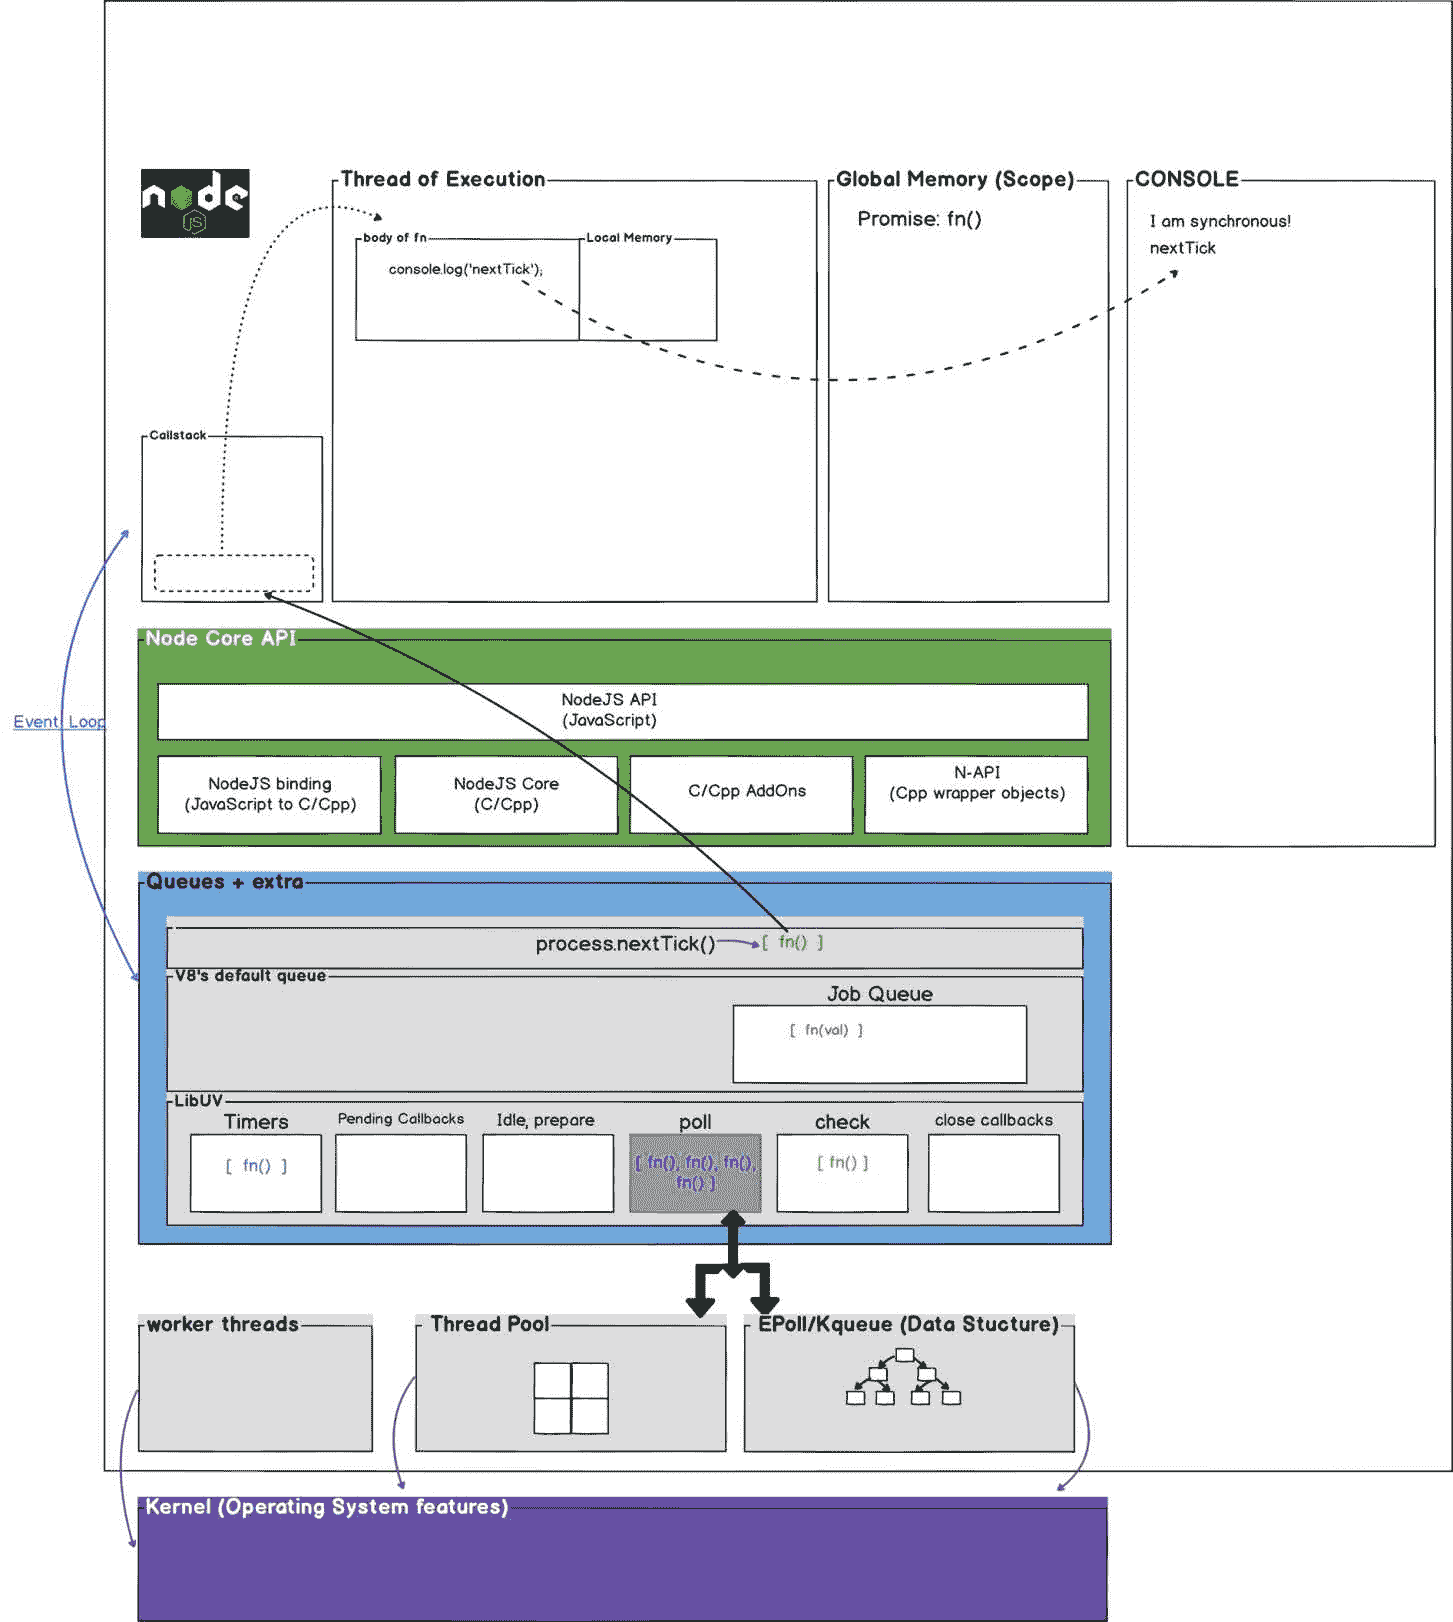 node
JS
Thread of Execution
body of fn
Local Memory
console.log('nextTick');
Global Memory (Scope)
Promise: fn()
CONSOLE
I am synchronous!
nextTick
Callstack
Event Loop
Node Core API
NodeJS API
(JavaScript)
NodeJS binding
(JavaScript to C/Cpp)
NodeJS Core
(C/Cpp)
C/Cpp AddOns
N-API
(Cpp wrapper objects)
Queues + extra
process.nextTick()
[ fn() ]
V8's default queue
Job Queue
[ fn(val) ]
LibUV
Timers
[ fn() ]
Pending Callbacks
Idle, prepare
poll
[ fn(), fn(), fn(),
fn() ]
check
[ fn() ]
close callbacks
worker threads
Thread Pool
EPoll/Kqueue (Data Stucture)
Kernel (Operating System features)